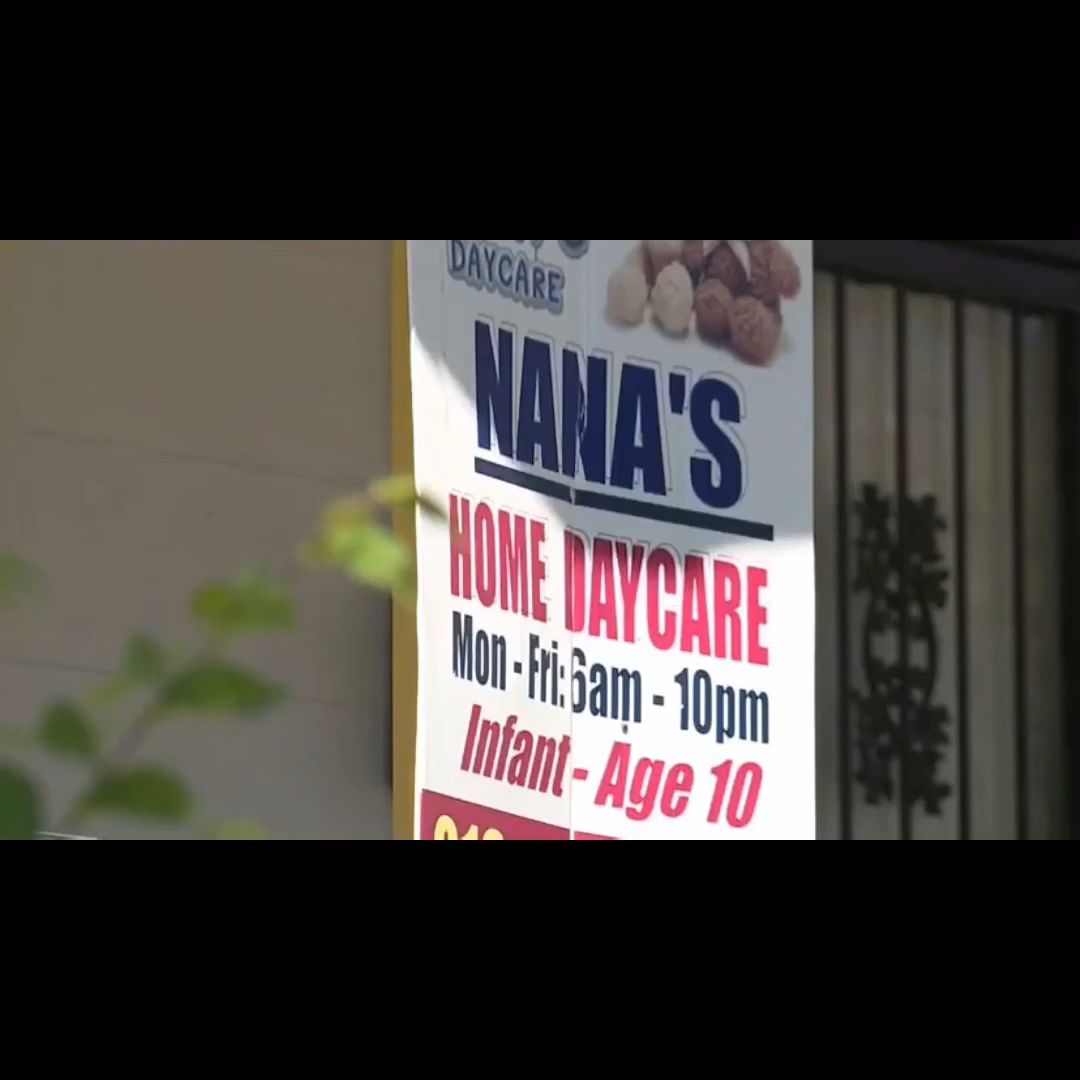 DAYCARE
NANA'S
HOME DAYCARE
Mon - Fri: 6am - 10pm
Infant - Age 10